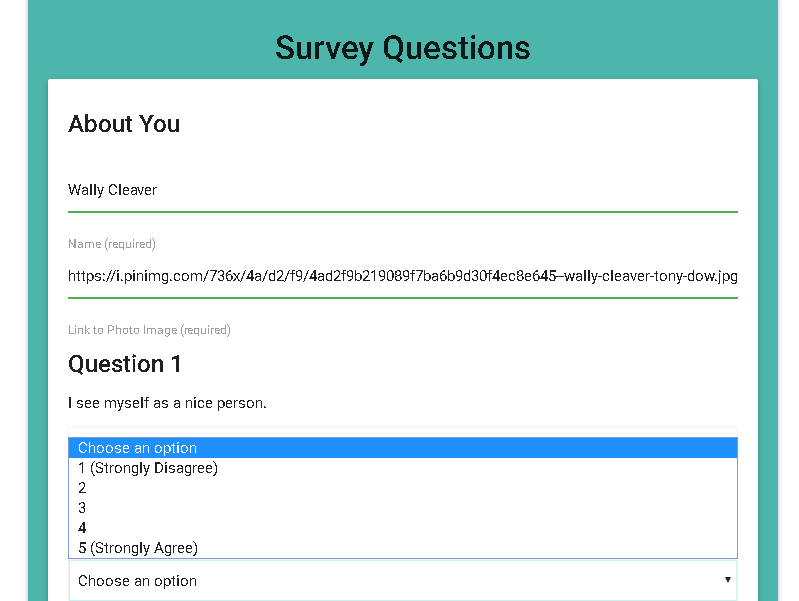 Survey Questions
About You
Wally Cleaver
Name (required)
https://i.pinimg.com/736x/4a/d2/f9/4ad2f9b219089f7ba6b9d30f4ec8e645--wally-cleaver-tony-dow.jpg
Link to Photo Image (required)
Question 1
I see myself as a nice person.
Choose an option
1 (Strongly Disagree)
2
3
4
5 (Strongly Agree)
Choose an option